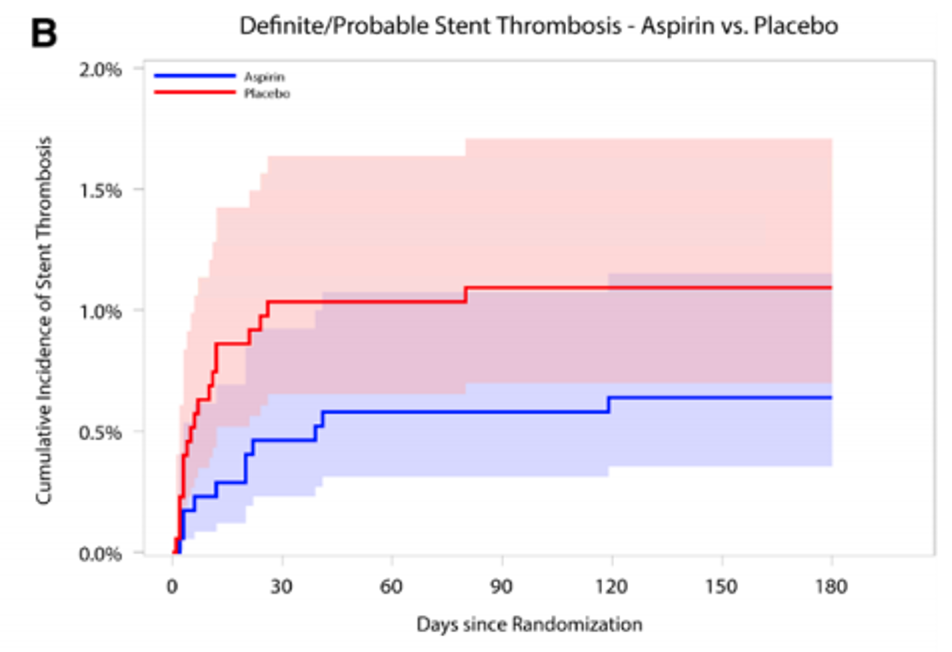 B
Definite/Probable Stent Thrombosis - Aspirin vs. Placebo
2.0%
Aspirin
Placebo
1.5%
1.0%
0.5%
0.0%
Cumulative Incidence of Stent Thrombosis
0 30 60 90 120 150 180
Days since Randomization